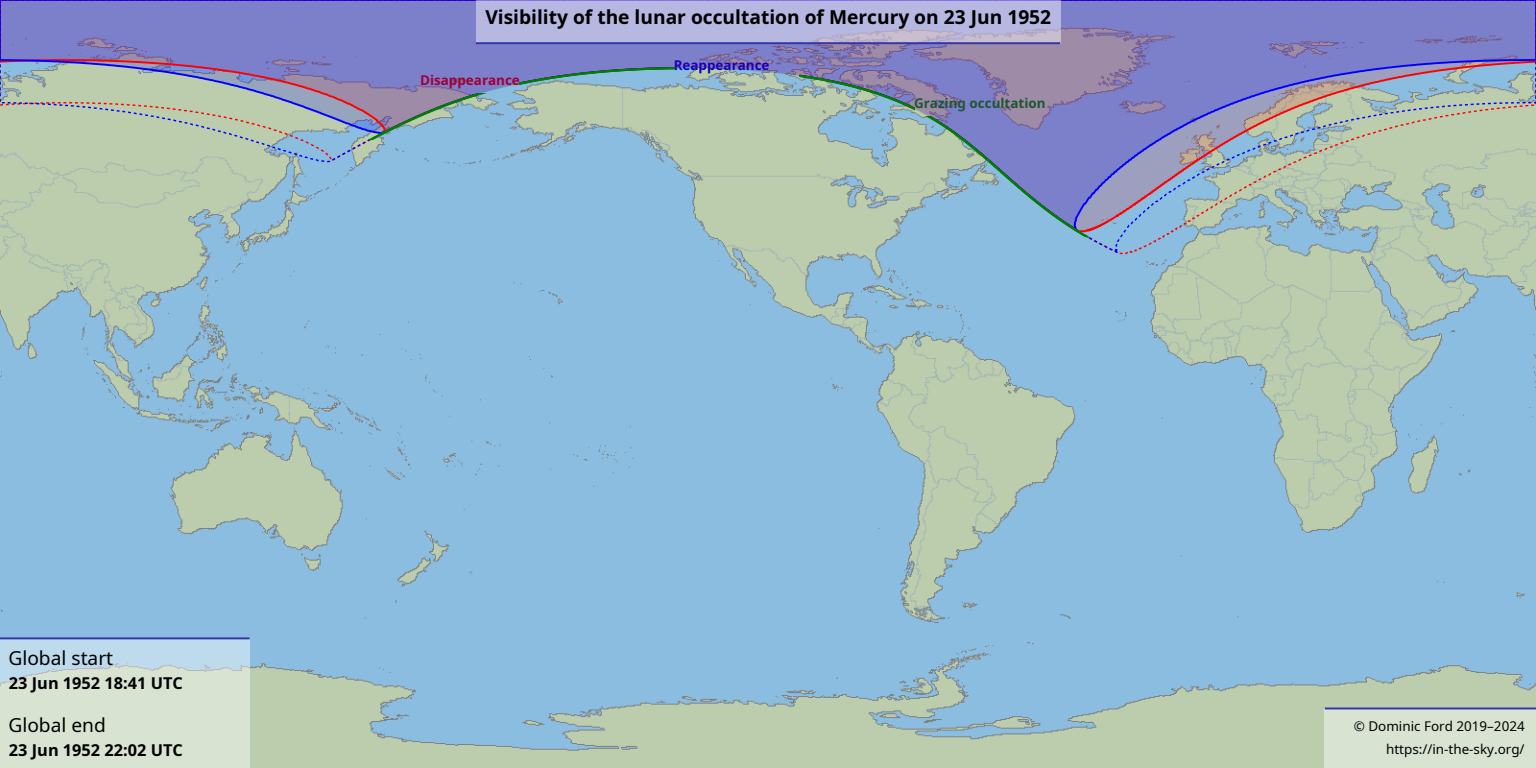 Visibility of the lunar occultation of Mercury on 23 Jun 1952
Reappearance
Disappearance
Grazing occultation
Global start
23 Jun 1952 18:41 UTC
Global end
23 Jun 1952 22:02 UTC
© Dominic Ford 2019–2024
https://in-the-sky.org/